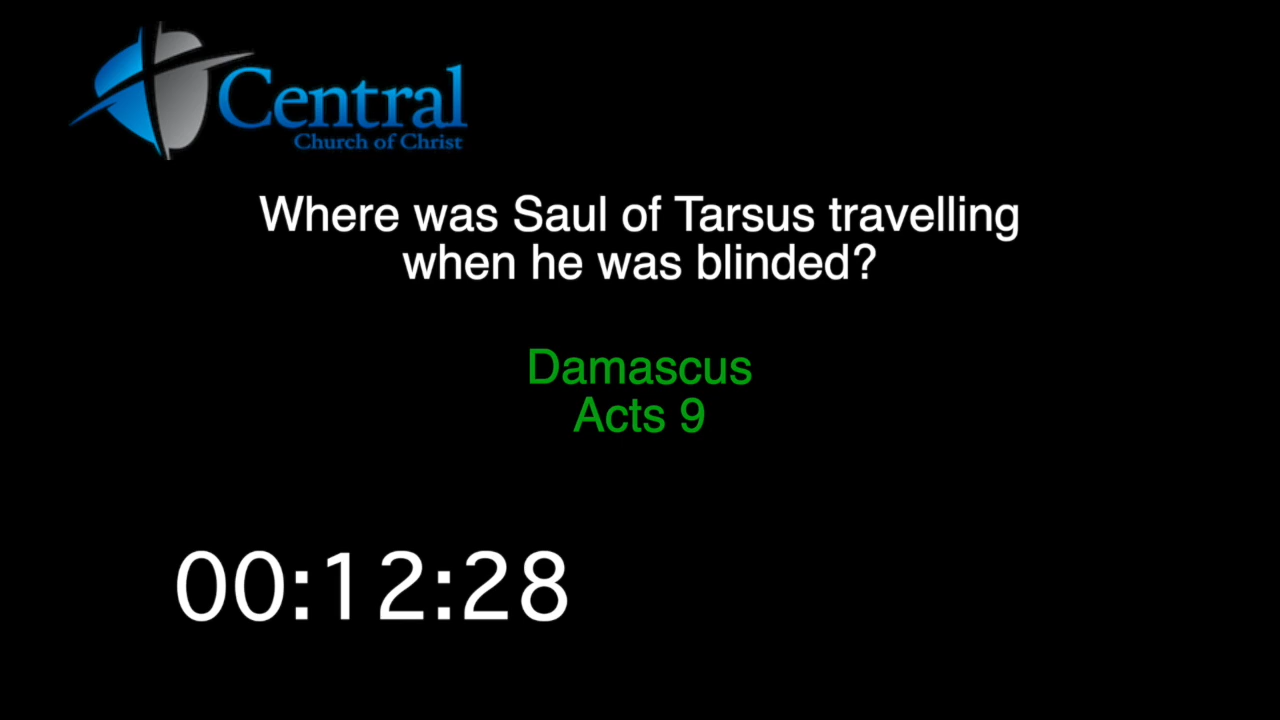 Central
Church of Christ
Where was Saul of Tarsus travelling
when he was blinded?
Damascus
Acts 9
00:12:28